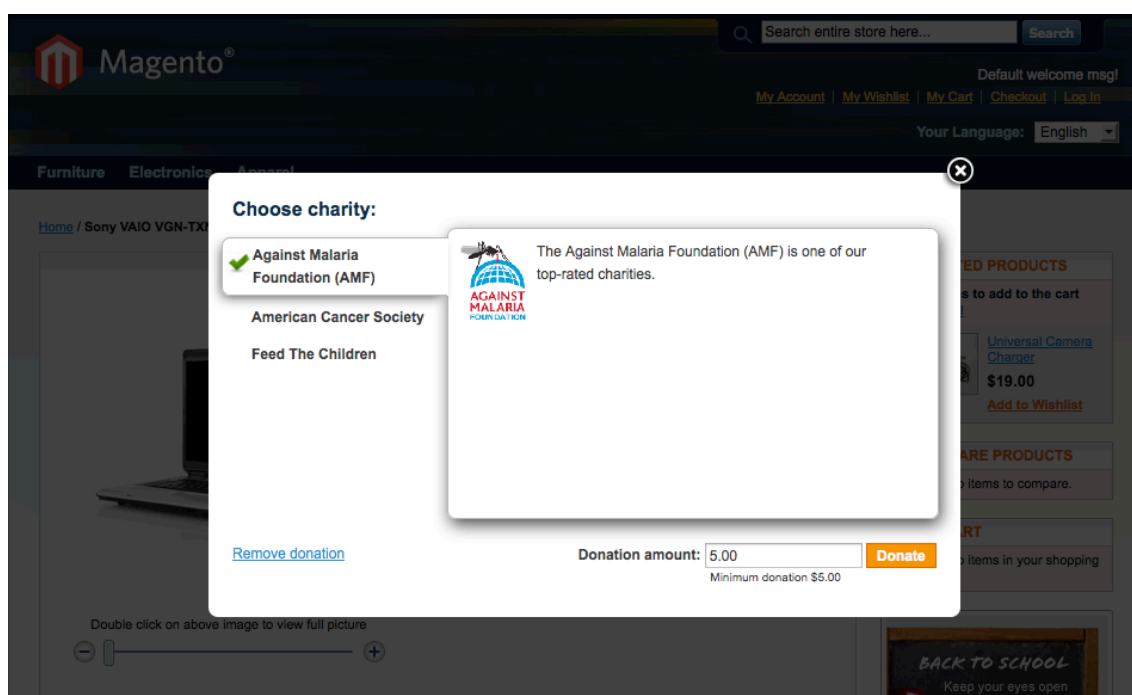 Magento®
Search entire store here...
Search
Default welcome msg!
My Account | My Wishlist | My Cart | Checkout | Log In
Your Language: English
Furniture Electronics Apparel
Home / Sony VAIO VGN-TX
Choose charity:
Against Malaria
Foundation (AMF)
American Cancer Society
Feed The Children
AGAINST
MALARIA
FOUNDATION
The Against Malaria Foundation (AMF) is one of our
top-rated charities.
Remove donation
Donation amount: 5.00 Donate
Minimum donation $5.00
ED PRODUCTS
s to add to the cart
Universal Camera
Charger
$19.00
Add to Wishlist
ARE PRODUCTS
items to compare.
RT
items in your shopping
Double click on above image to view full picture
BACK TO SCHOOL
Keep your eyes open